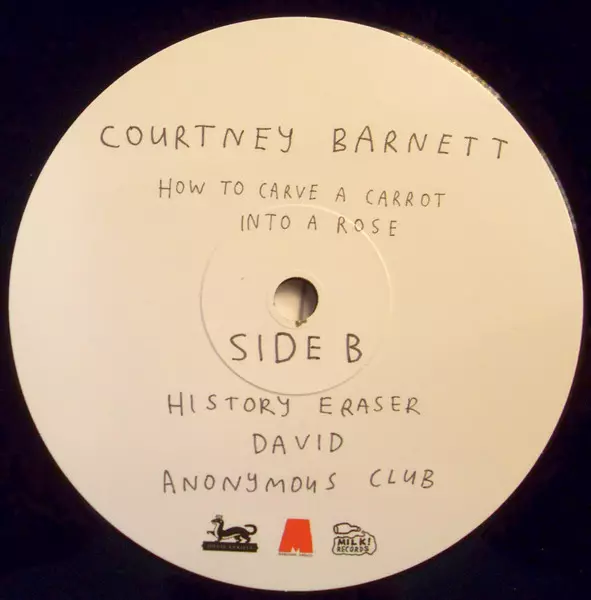 COURTNEY BARNETT
HOW TO CARVE A CARROT
INTO A ROSE
SIDE B
HISTORY ERASER
DAVID
ANONYMOUS CLUB
MILK!
RECORDS